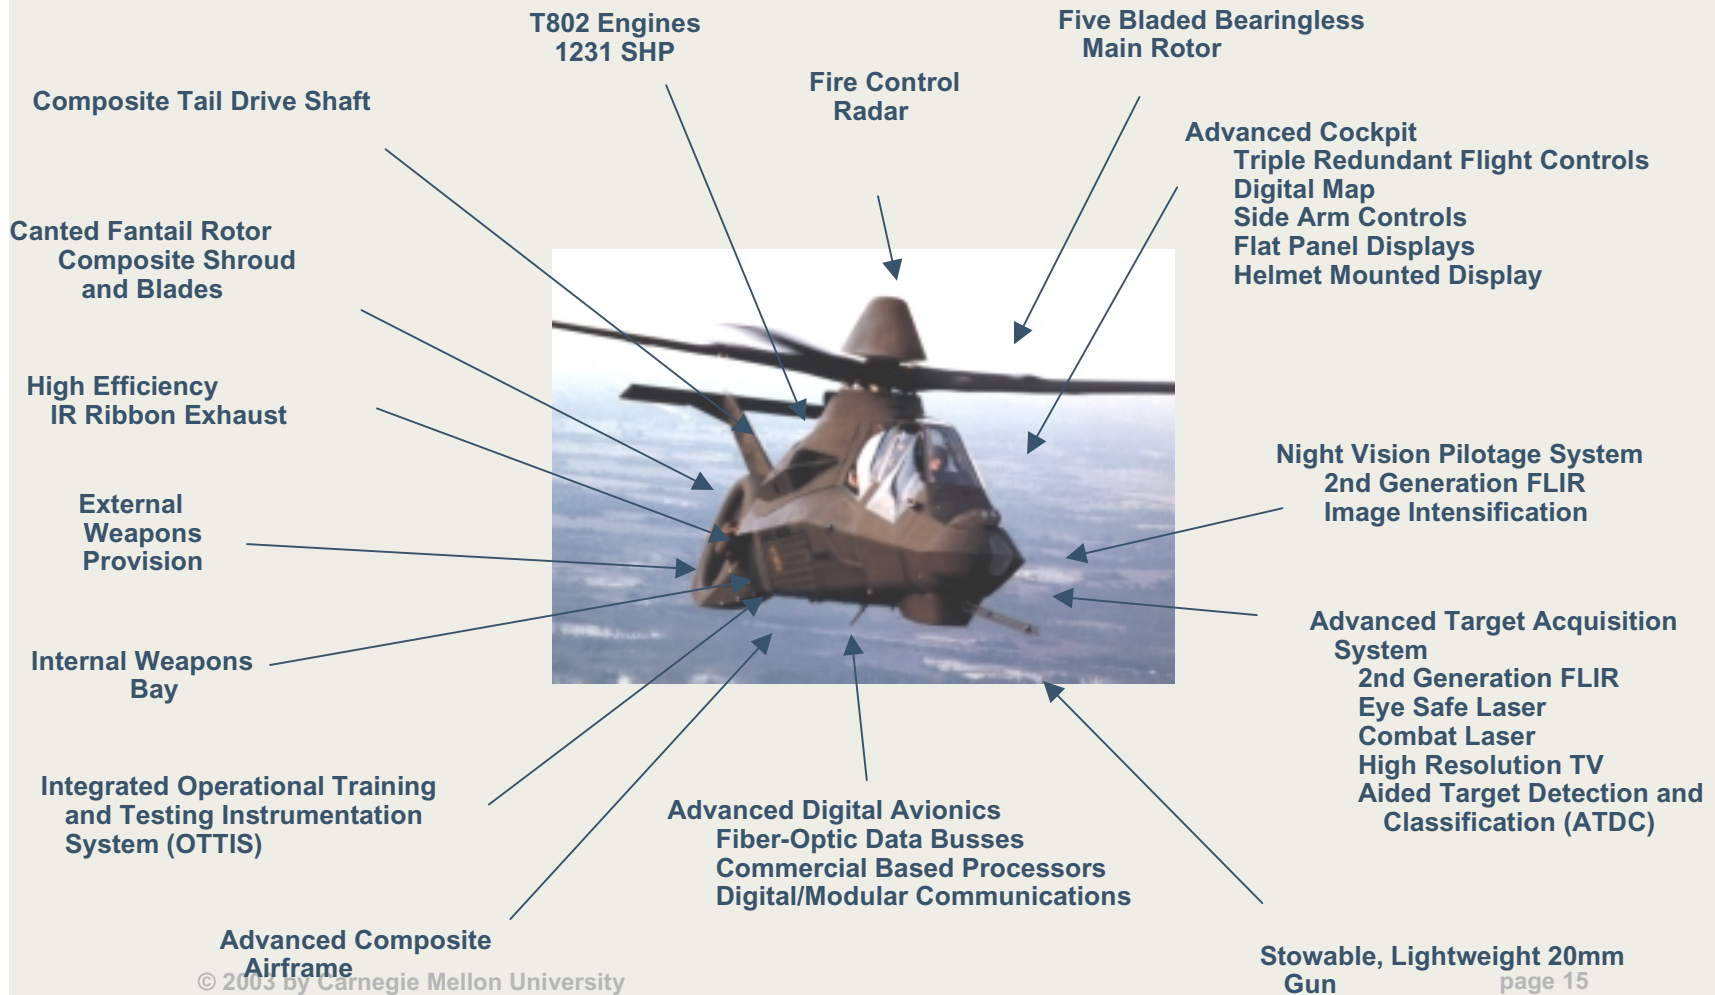 T802 Engines
1231 SHP
Five Bladed Bearingless
Main Rotor
Fire Control
Radar
Composite Tail Drive Shaft
Advanced Cockpit
Triple Redundant Flight Controls
Digital Map
Side Arm Controls
Flat Panel Displays
Helmet Mounted Display
Canted Fantail Rotor
Composite Shroud
and Blades
High Efficiency
IR Ribbon Exhaust
Night Vision Pilotage System
2nd Generation FLIR
Image Intensification
External
Weapons
Provision
Advanced Target Acquisition
System
2nd Generation FLIR
Eye Safe Laser
Combat Laser
High Resolution TV
Aided Target Detection and
Classification (ATDC)
Internal Weapons
Bay
Integrated Operational Training
and Testing Instrumentation
System (OTTIS)
Advanced Digital Avionics
Fiber-Optic Data Busses
Commercial Based Processors
Digital/Modular Communications
Advanced Composite
Airframe
Stowable, Lightweight 20mm
Gun
© 2003 by Carnegie Mellon University
page 15